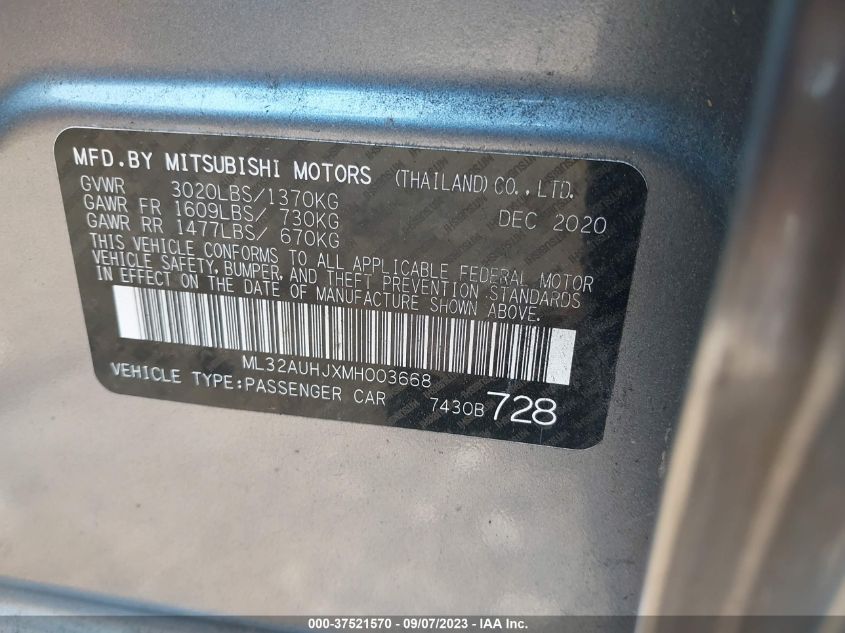 MFD.BY MITSUBISHI MOTORS (THAILAND)CO.,LTD.
GVWR 3020LBS/1370KG
GAWR FR 1609LBS/ 730KG DEC 2020
GAWR RR 1477LBS/ 670KG
THIS VEHICLE CONFORMS TO ALL APPLICABLE FEDERAL MOTOR
VEHICLE SAFETY, BUMPER, AND THEFT PREVENTION STANDARDS
IN EFFECT ON THE DATE OF MANUFACTURE SHOWN ABOVE.
ML32AUHJXMH003668
VEHICLE TYPE:PASSENGER CAR 7430B 728
000-37521570 — 09/07/2023 — IAA Inc.